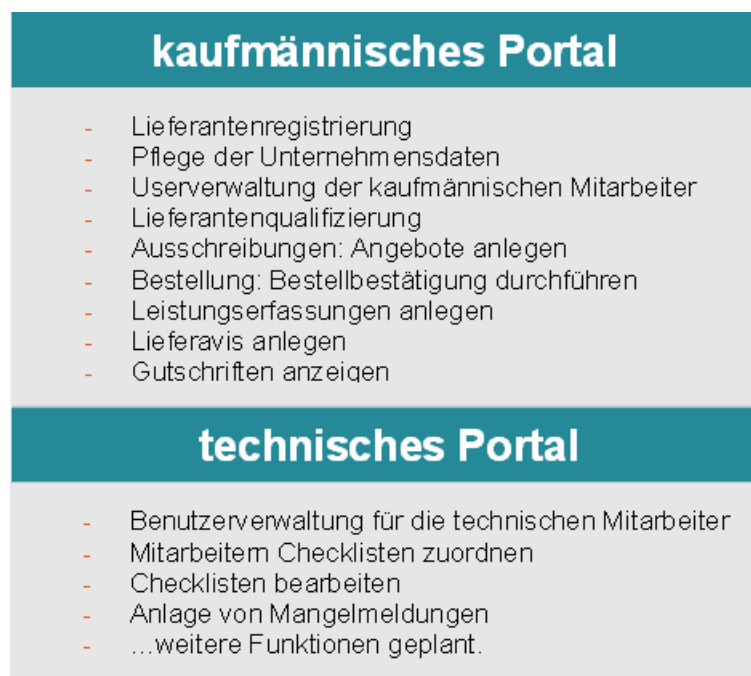 kaufmännisches Portal
- Lieferantenregistrierung
- Pflege der Unternehmensdaten
- Userverwaltung der kaufmännischen Mitarbeiter
- Lieferantenqualifizierung
- Ausschreibungen: Angebote anlegen
- Bestellung: Bestellbestätigung durchführen
- Leistungserfassungen anlegen
- Lieferavis anlegen
- Gutschriften anzeigen
technisches Portal
- Benutzerverwaltung für die technischen Mitarbeiter
- Mitarbeitern Checklisten zuordnen
- Checklisten bearbeiten
- Anlage von Mangelmeldungen
- ...weitere Funktionen geplant.